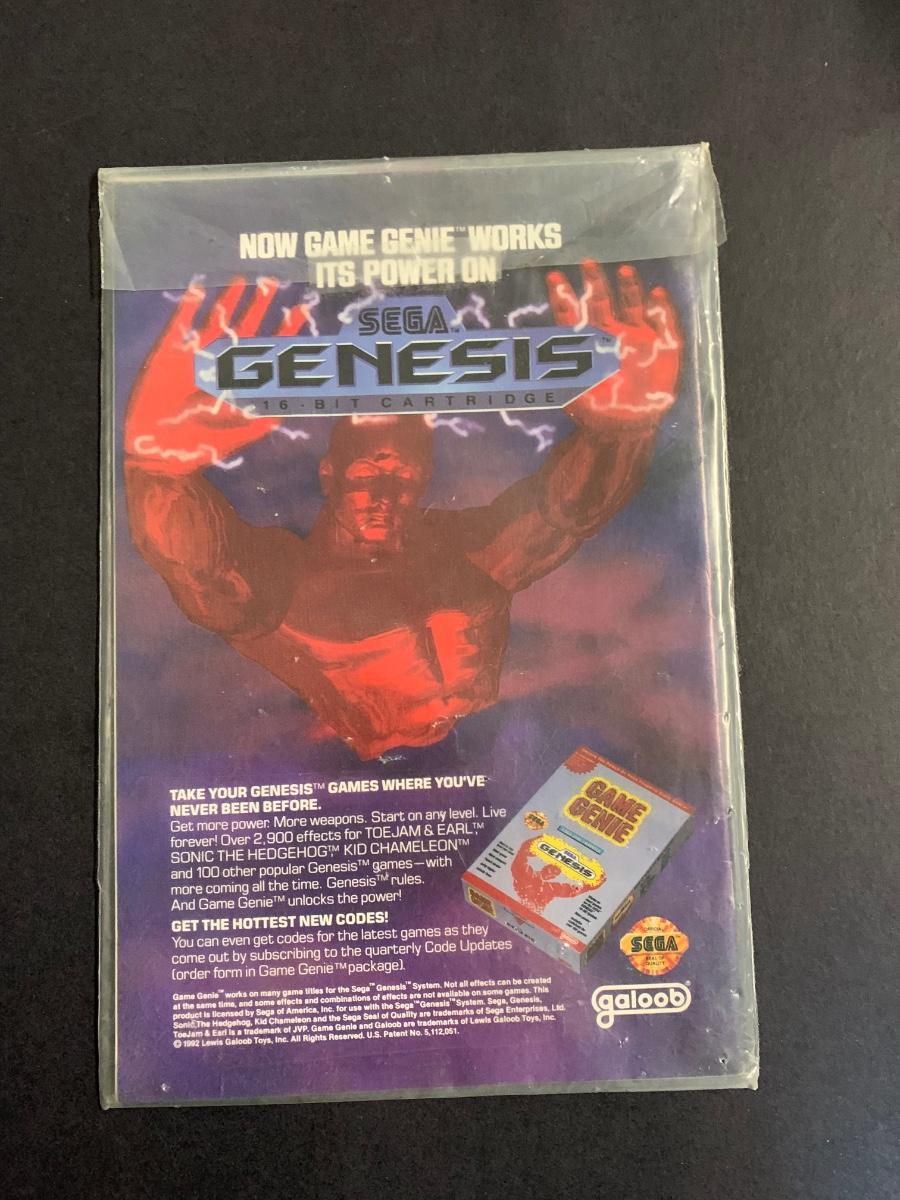 NOW GAME GENIE™ WORKS
ITS POWER ON
SEGA™
GENESIS™
16-BIT CARTRIDGE
TAKE YOUR GENESIS™ GAMES WHERE YOU'VE
NEVER BEEN BEFORE.
Get more power. More weapons. Start on any level. Live
forever! Over 2,900 effects for TOEJAM & EARL™
SONIC THE HEDGEHOG™, KID CHAMELEON™
and 100 other popular Genesis™ games—with
more coming all the time. Genesis™ rules.
And Game Genie™ unlocks the power!
GET THE HOTTEST NEW CODES!
You can even get codes for the latest games as they
come out by subscribing to the quarterly Code Updates
(order form in Game Genie™ package).
Game Genie™ works on many game titles for the Sega™ Genesis™ System. Not all effects can be created
at the same time, and some effects and combinations of effects are not available on some games. This
product is licensed by Sega of America, Inc. for use with the Sega™ Genesis™ System. Sega, Genesis,
Sonic The Hedgehog, Kid Chameleon and the Sega Seal of Quality are trademarks of Sega Enterprises, Ltd.
ToeJam & Earl is a trademark of JVP. Game Genie and Galoob are trademarks of Lewis Galoob Toys, Inc.
© 1992 Lewis Galoob Toys, Inc. All Rights Reserved. U.S. Patent No. 5,112,051.
GAME
GENIE
GENESIS
OFFICIAL
SEGA
SEAL OF
QUALITY
galoob®